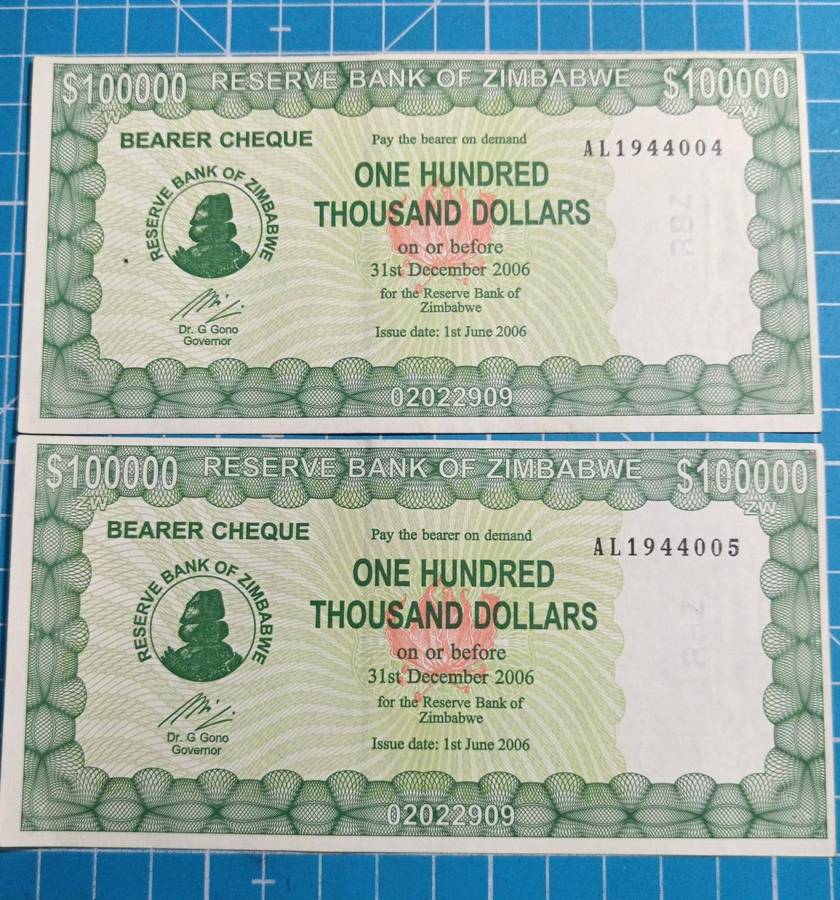 $100000 RESERVE BANK OF ZIMBABWE $100000
ZW ZW
BEARER CHEQUE
Pay the bearer on demand
AL1944004
ONE HUNDRED
THOUSAND DOLLARS
RESERVE BANK OF ZIMBABWE
on or before
31st December 2006
for the Reserve Bank of
Zimbabwe
RBZ
Dr. G Gono
Governor
Issue date: 1st June 2006
02022909
$100000 RESERVE BANK OF ZIMBABWE $100000
ZW ZW
BEARER CHEQUE
Pay the bearer on demand
AL1944005
ONE HUNDRED
THOUSAND DOLLARS
RESERVE BANK OF ZIMBABWE
on or before
31st December 2006
for the Reserve Bank of
Zimbabwe
RBZ
Dr. G Gono
Governor
Issue date: 1st June 2006
02022909